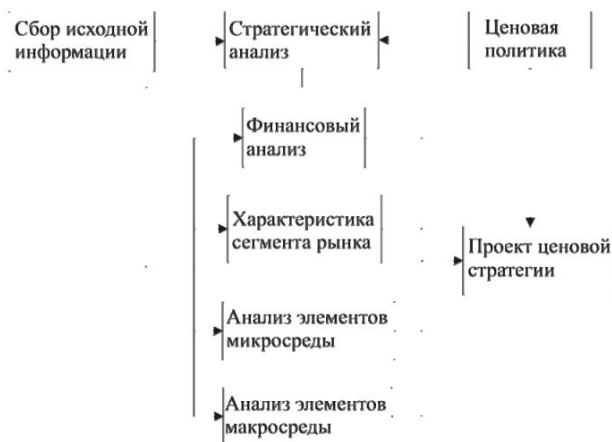 Сбор исходной
информации
Стратегический
анализ
Ценовая
политика
Финансовый
анализ
Характеристика
сегмента рынка
Проект ценовой
стратегии
Анализ элементов
микросреды
Анализ элементов
макросреды